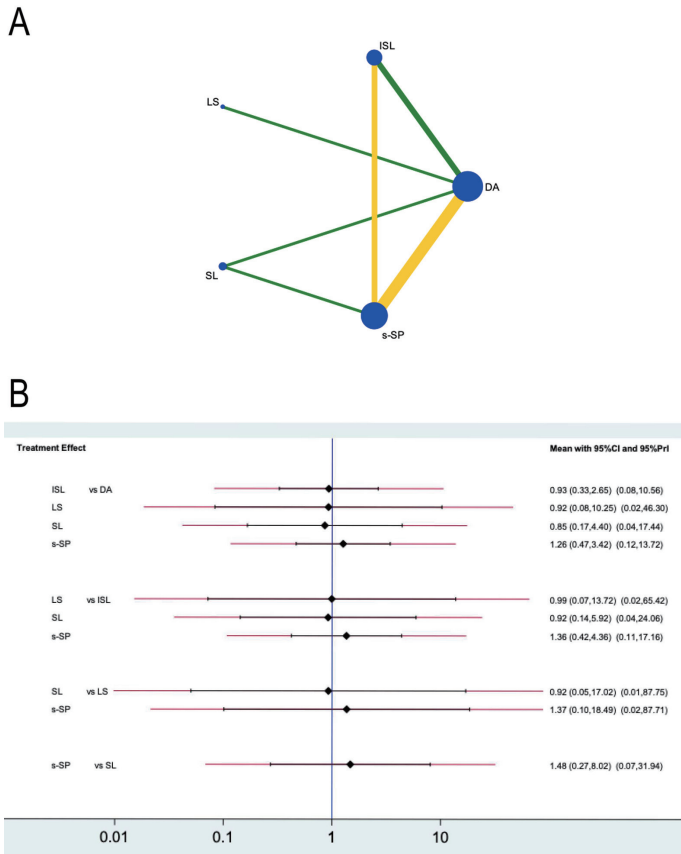 A
ISL
LS
DA
SL
s-SP
B
Treatment Effect Mean with 95%CI and 95%PrI
ISL vs DA 0.93 (0.33,2.65) (0.08,10.56)
LS 0.92 (0.08,10.25) (0.02,46.30)
SL 0.85 (0.17,4.40) (0.04,17.44)
s-SP 1.26 (0.47,3.42) (0.12,13.72)
LS vs ISL 0.99 (0.07,13.72) (0.02,65.42)
SL 0.92 (0.14,5.92) (0.04,24.06)
s-SP 1.36 (0.42,4.36) (0.11,17.16)
SL vs LS 0.92 (0.05,17.02) (0.01,87.75)
s-SP 1.37 (0.10,18.49) (0.02,87.71)
s-SP vs SL 1.48 (0.27,8.02) (0.07,31.94)
0.01 0.1 1 10